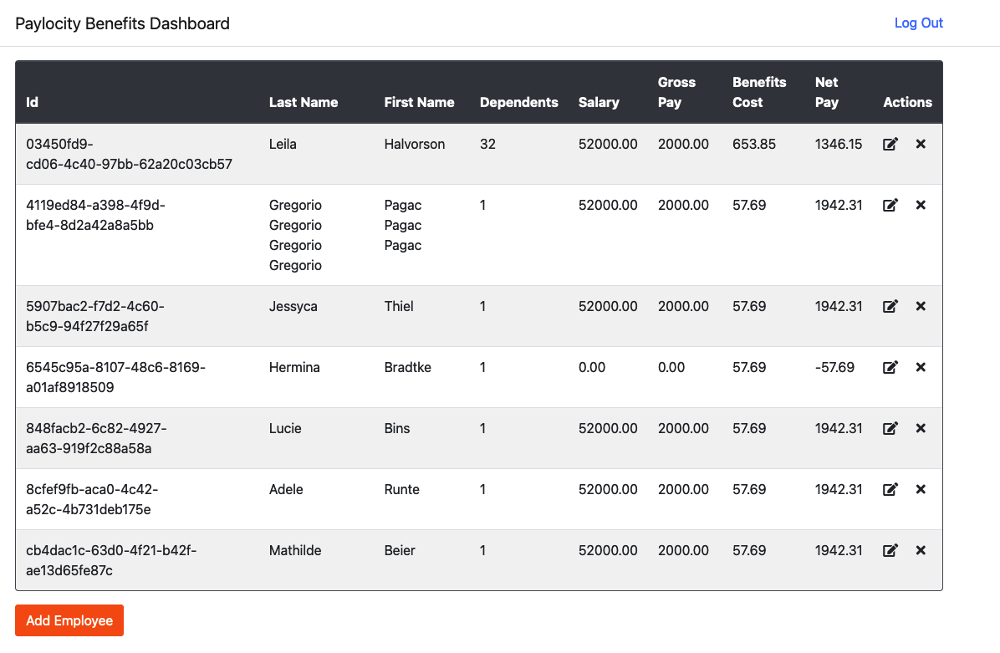 Paylocity Benefits Dashboard Log Out
Gross Benefits Net
Id Last Name First Name Dependents Salary Pay Cost Pay Actions
03450fd9- Leila Halvorson 32 52000.00 2000.00 653.85 1346.15
cd06-4c40-97bb-62a20c03cb57
4119ed84-a398-4f9d- Gregorio Pagac 1 52000.00 2000.00 57.69 1942.31
bfe4-8d2a42a8a5bb Gregorio Pagac
Gregorio Pagac
Gregorio
5907bac2-f7d2-4c60- Jessyca Thiel 1 52000.00 2000.00 57.69 1942.31
b5c9-94f27f29a65f
6545c95a-8107-48c6-8169- Hermina Bradtke 1 0.00 0.00 57.69 -57.69
a01af8918509
848facb2-6c82-4927- Lucie Bins 1 52000.00 2000.00 57.69 1942.31
aa63-919f2c88a58a
8cfef9fb-aca0-4c42- Adele Runte 1 52000.00 2000.00 57.69 1942.31
a52c-4b731deb175e
cb4dac1c-63d0-4f21-b42f- Mathilde Beier 1 52000.00 2000.00 57.69 1942.31
ae13d65fe87c
Add Employee